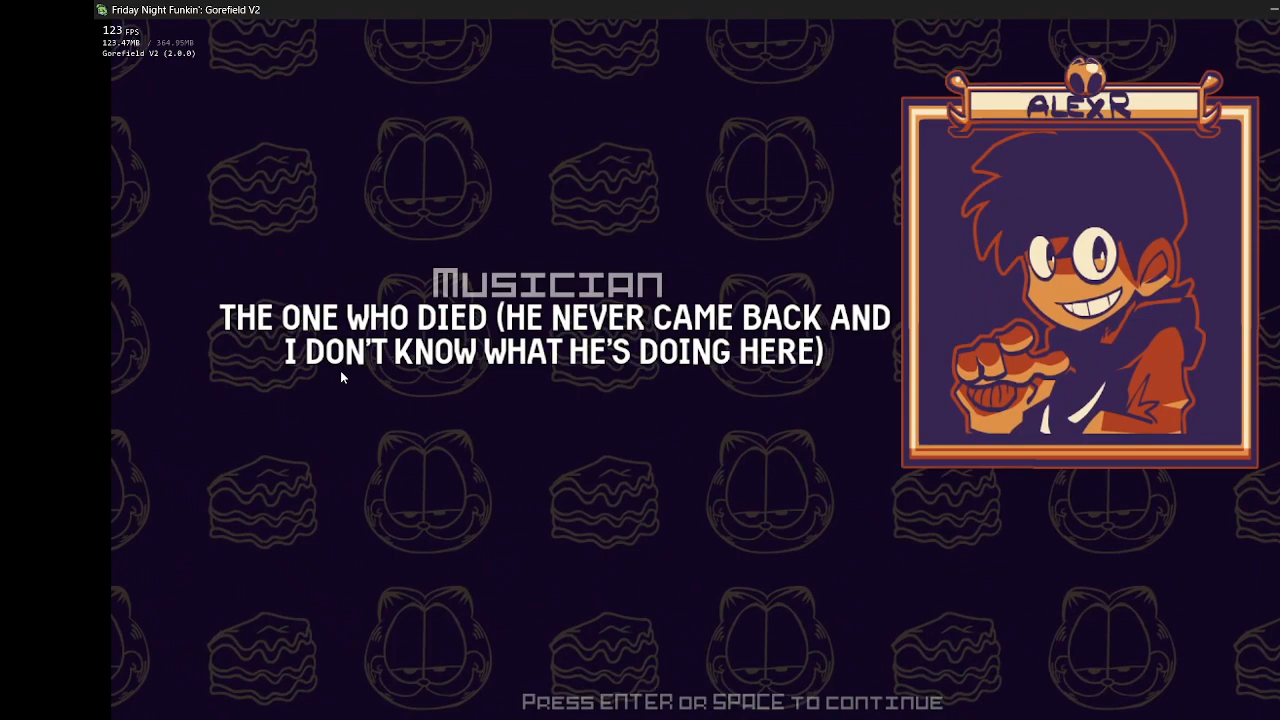 Friday Night Funkin': Gorefield V2
123 FPS
123.47MB / 364.95MB
Gorefield V2 (2.0.0)
ALEXR
MUSICIAN
THE ONE WHO DIED (HE NEVER CAME BACK AND
I DON'T KNOW WHAT HE'S DOING HERE)
PRESS ENTER OR SPACE TO CONTINUE